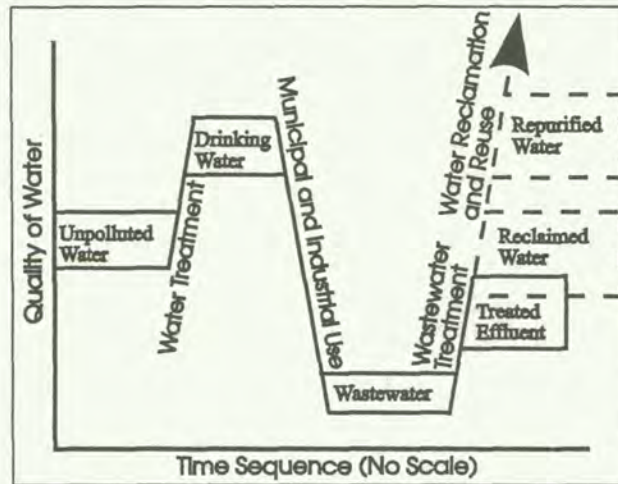 Quality of Water
Unpolluted
Water
Water Treatment
Drinking
Water
Municipal and Industrial Use
Wastewater
Wastewater
Treatment
Water Reclamation
and Reuse
Repurified
Water
Reclaimed
Water
Treated
Effluent
Time Sequence (No Scale)